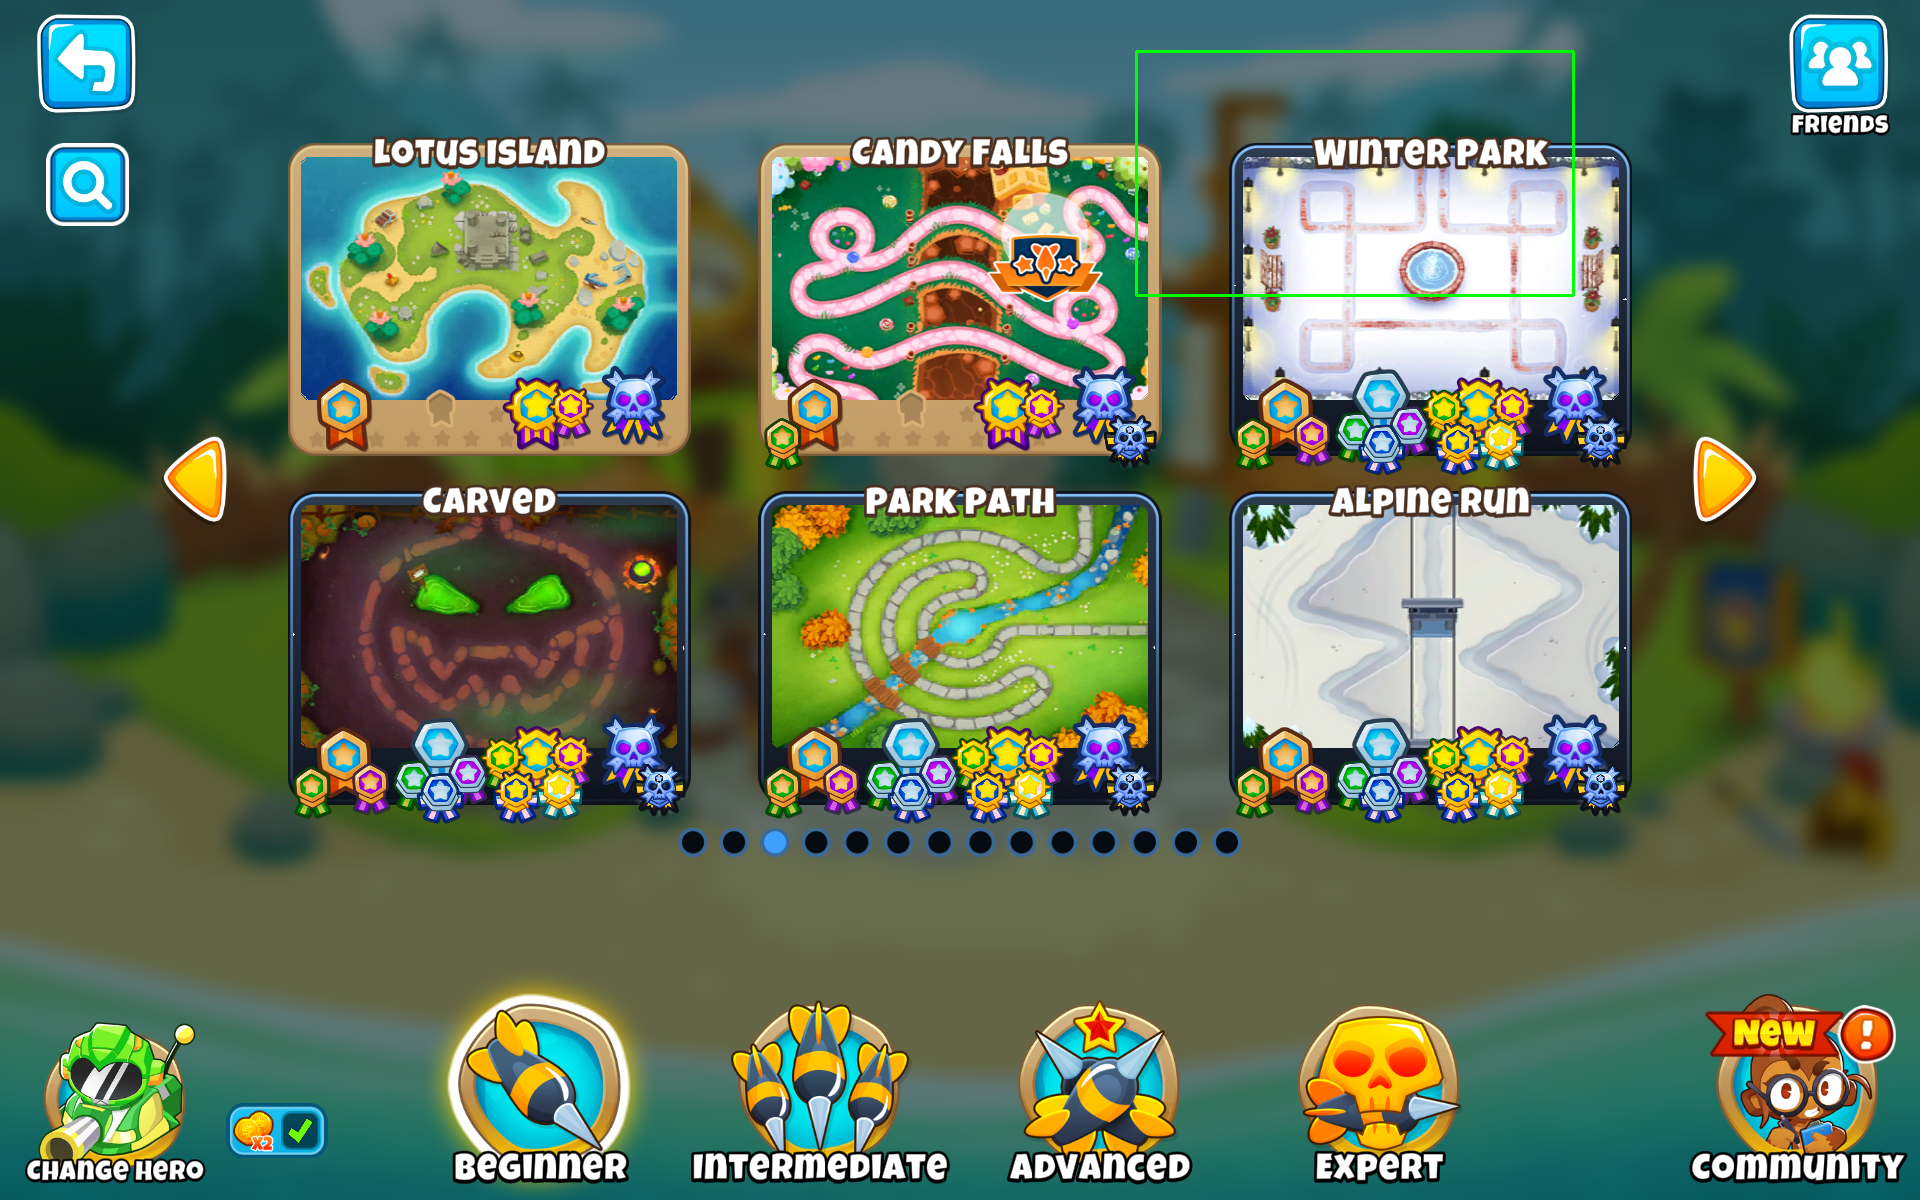 FRIENDS
LOTUS ISLAND
CANDY FALLS
WINTER PARK
CARVED
PARK PATH
ALPINE RUN
NEW
!
X2
CHANGE HERO
BEGINNER
INTERMEDIATE
ADVANCED
EXPERT
COMMUNITY